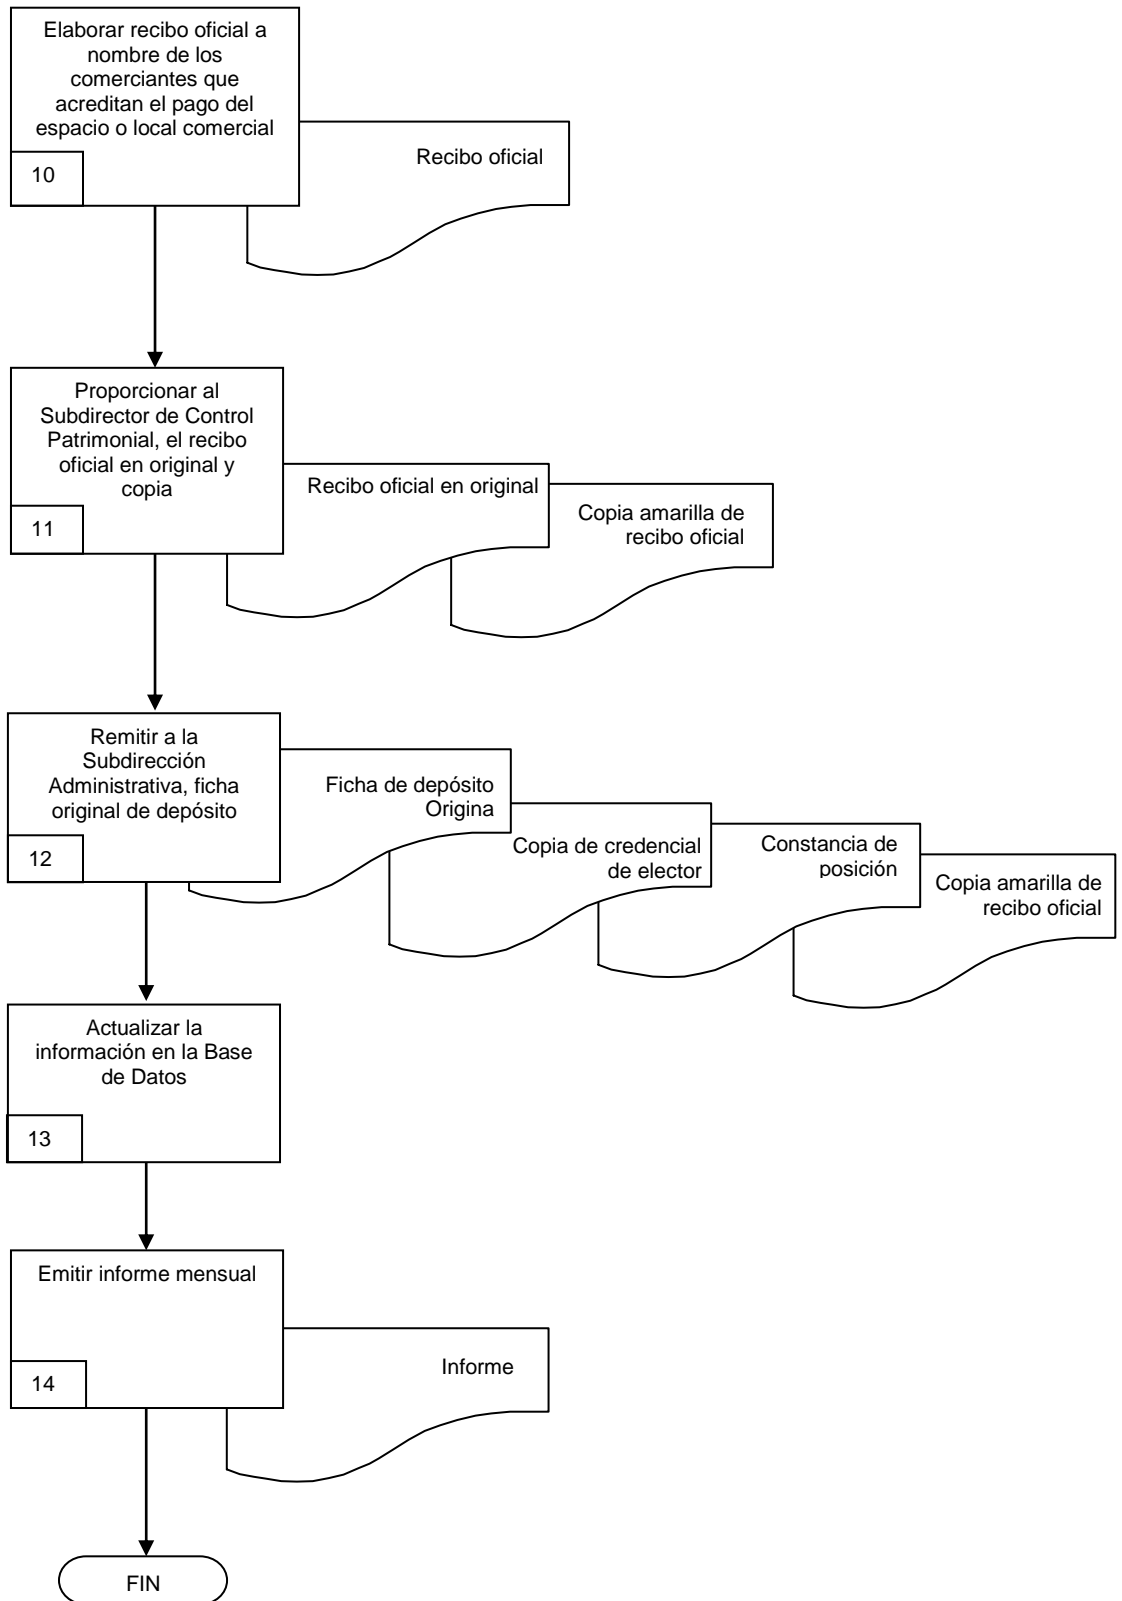 Elaborar recibo oficial a
nombre de los
comerciantes que
acreditan el pago del
espacio o local comercial
10
Recibo oficial
Proporcionar al
Subdirector de Control
Patrimonial, el recibo
oficial en original y
copia
11
Recibo oficial en original
Copia amarilla de
recibo oficial
Remitir a la
Subdirección
Administrativa, ficha
original de depósito
12
Ficha de depósito
Origina
Copia de credencial
de elector
Constancia de
posición
Copia amarilla de
recibo oficial
Actualizar la
información en la Base
de Datos
13
Emitir informe mensual
14
Informe
FIN